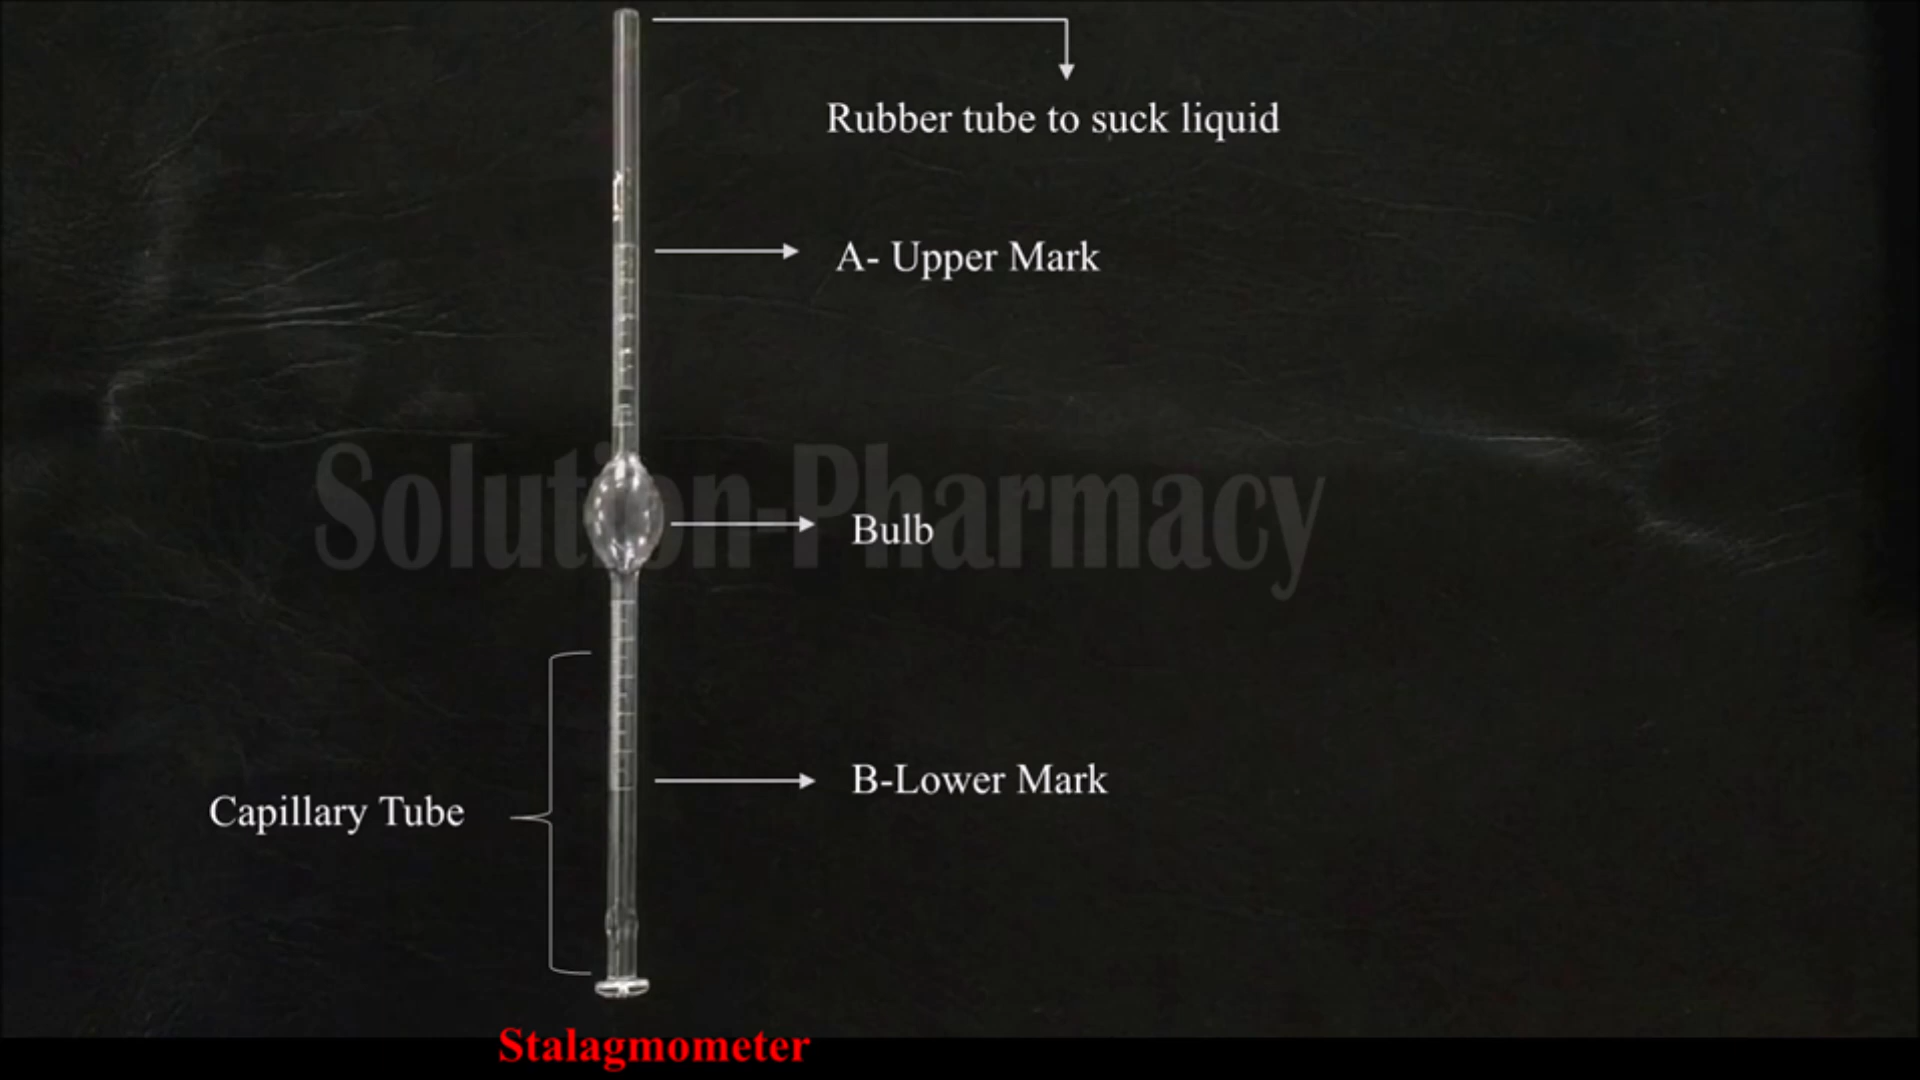 Rubber tube to suck liquid
A- Upper Mark
Solution-Pharmacy
Bulb
B-Lower Mark
Capillary Tube
Stalagmometer